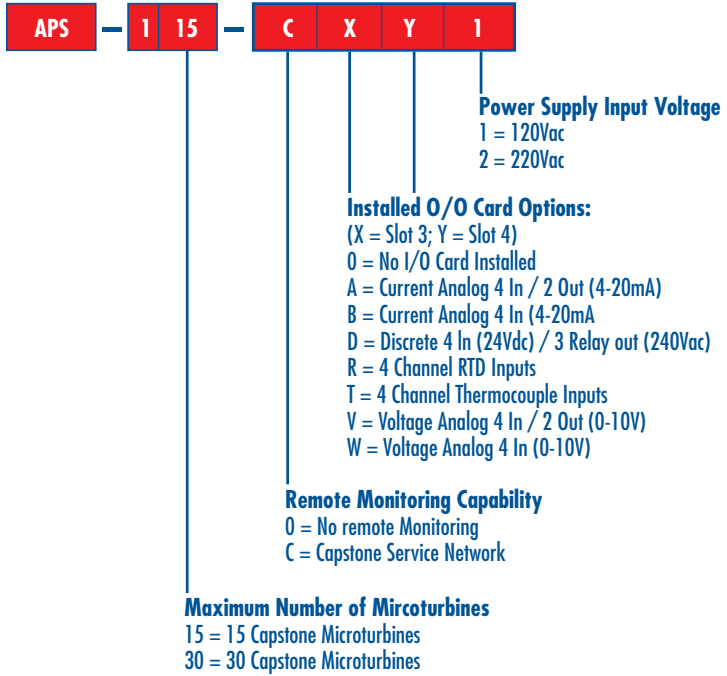 APS – 1 15 – C X Y 1
Power Supply Input Voltage
1 = 120Vac
2 = 220Vac
Installed O/O Card Options:
(X = Slot 3; Y = Slot 4)
0 = No I/O Card Installed
A = Current Analog 4 In / 2 Out (4-20mA)
B = Current Analog 4 In (4-20mA
D = Discrete 4 In (24Vdc) / 3 Relay out (240Vac)
R = 4 Channel RTD Inputs
T = 4 Channel Thermocouple Inputs
V = Voltage Analog 4 In / 2 Out (0-10V)
W = Voltage Analog 4 In (0-10V)
Remote Monitoring Capability
0 = No remote Monitoring
C = Capstone Service Network
Maximum Number of Mircoturbines
15 = 15 Capstone Microturbines
30 = 30 Capstone Microturbines